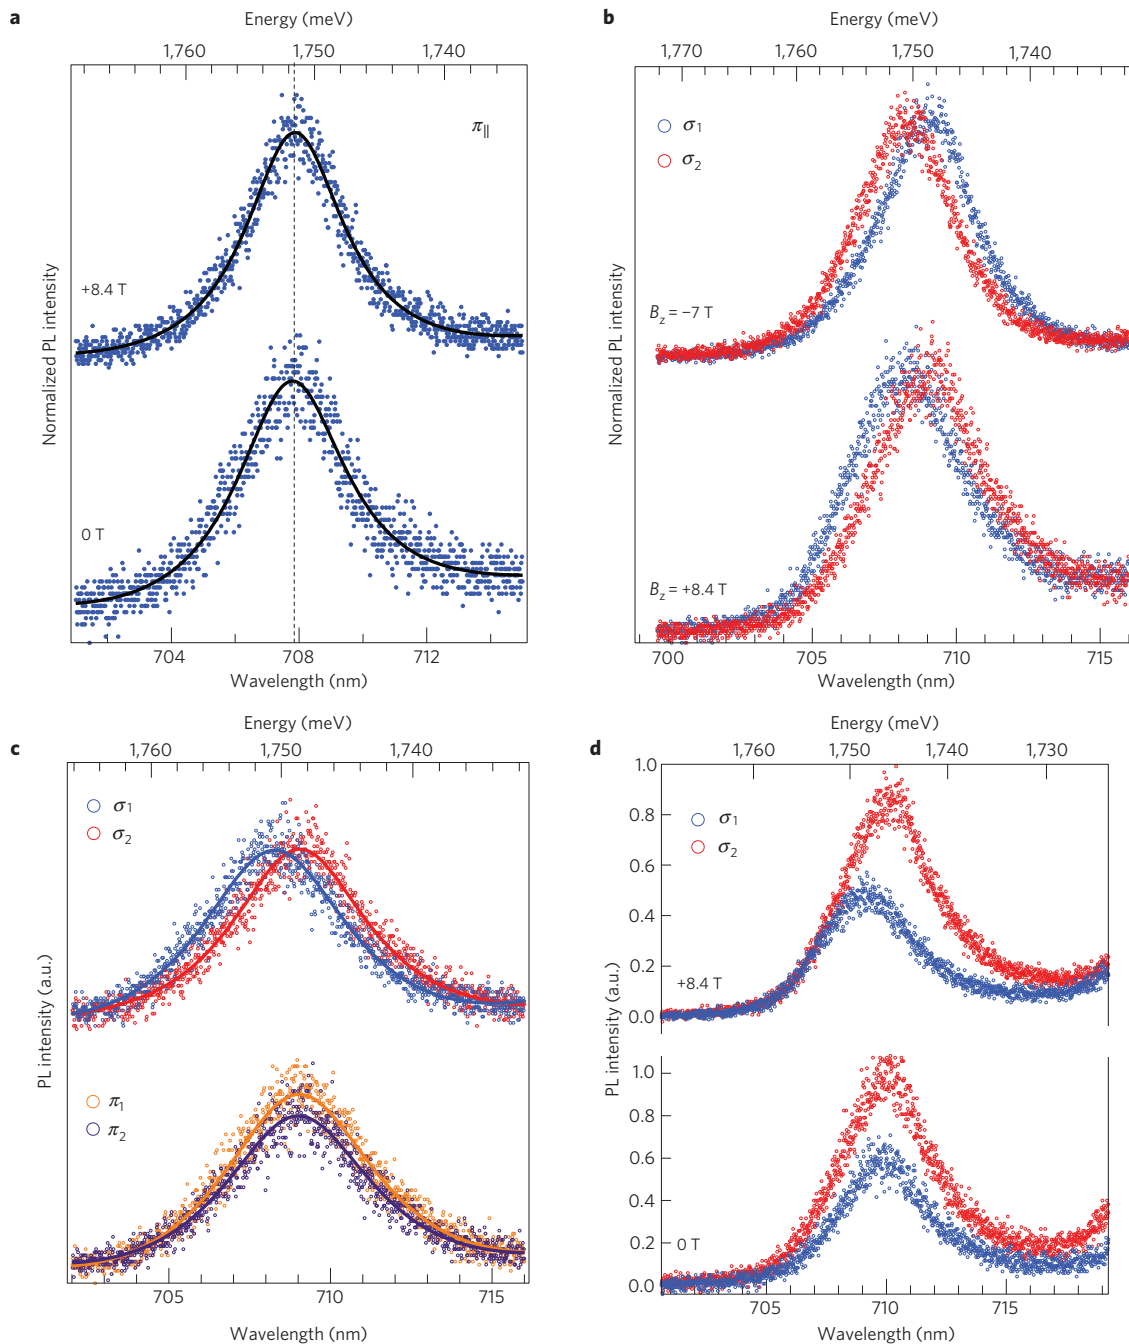 a
Energy (meV)
1,760 1,750 1,740
π||
+8.4 T
0 T
Normalized PL intensity
704 708 712
Wavelength (nm)
b
Energy (meV)
1,770 1,760 1,750 1,740
σ1
σ2
Bz = −7 T
Bz = +8.4 T
Normalized PL intensity
700 705 710 715
Wavelength (nm)
c
Energy (meV)
1,760 1,750 1,740
σ1
σ2
π1
π2
PL intensity (a.u.)
705 710 715
Wavelength (nm)
d
Energy (meV)
1,760 1,750 1,740 1,730
1.0
0.8
0.6
0.4
0.2
0.0
σ1
σ2
+8.4 T
1.0
0.8
0.6
0.4
0.2
0.0
0 T
PL intensity (a.u.)
705 710 715
Wavelength (nm)